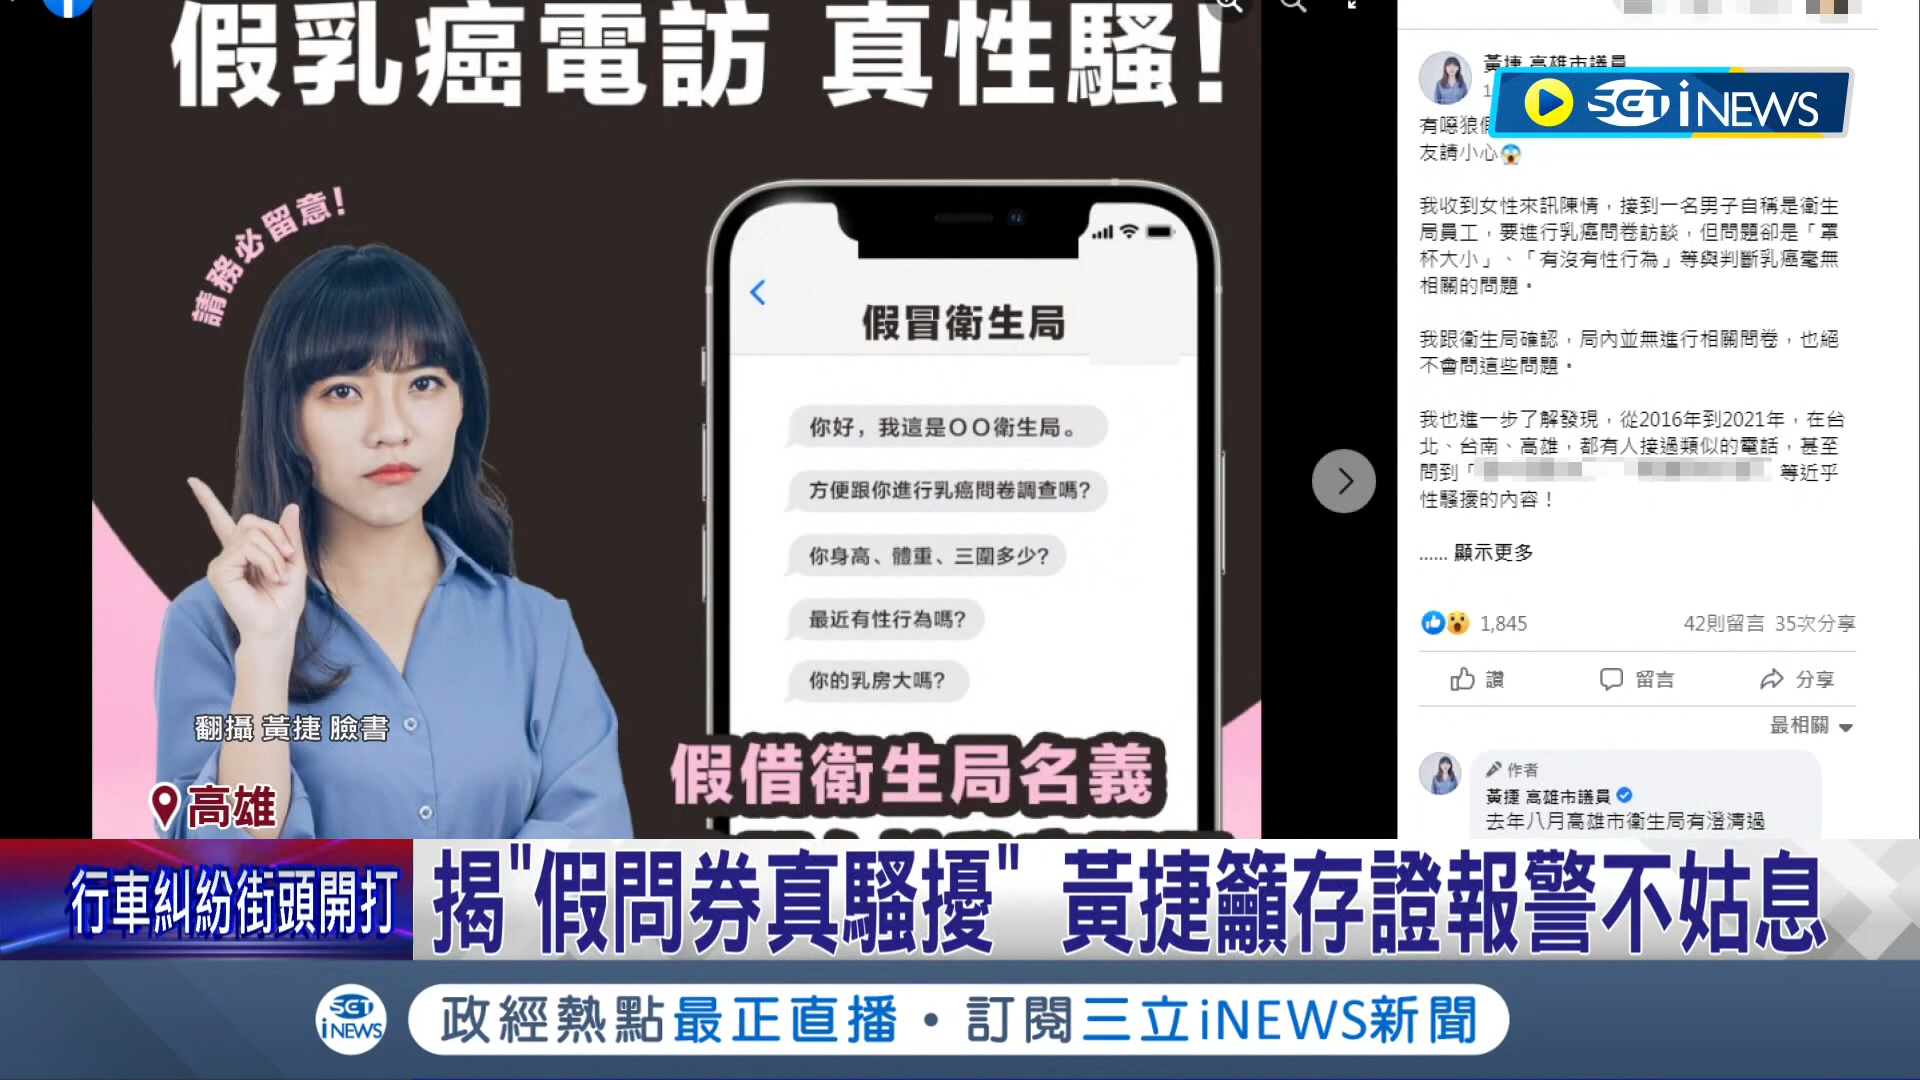 假乳癌電訪 真性騷!
請務必留意!
假冒衛生局
你好，我這是OO衛生局。
方便跟你進行乳癌問卷調查嗎?
你身高、體重、三圍多少?
最近有性行為嗎?
你的乳房大嗎?
假借衛生局名義
翻攝 黃捷 臉書
高雄
黃捷 高雄市議員
SET iNEWS
有噁狼假
友請小心😱
我收到女性來訊陳情，接到一名男子自稱是衛生
局員工，要進行乳癌問卷訪談，但問題卻是「罩
杯大小」、「有沒有性行為」等與判斷乳癌毫無
相關的問題。
我跟衛生局確認，局內並無進行相關問卷，也絕
不會問這些問題。
我也進一步了解發現，從2016年到2021年，在台
北、台南、高雄，都有人接過類似的電話，甚至
問到「 等近乎
性騷擾的內容！
...... 顯示更多
1,845 42則留言 35次分享
讚 留言 分享
最相關
作者
黃捷 高雄市議員
去年八月高雄市衛生局有澄清過
行車糾紛街頭開打
揭"假問券真騷擾" 黃捷籲存證報警不姑息
SET iNEWS
政經熱點最正直播・訂閱三立iNEWS新聞